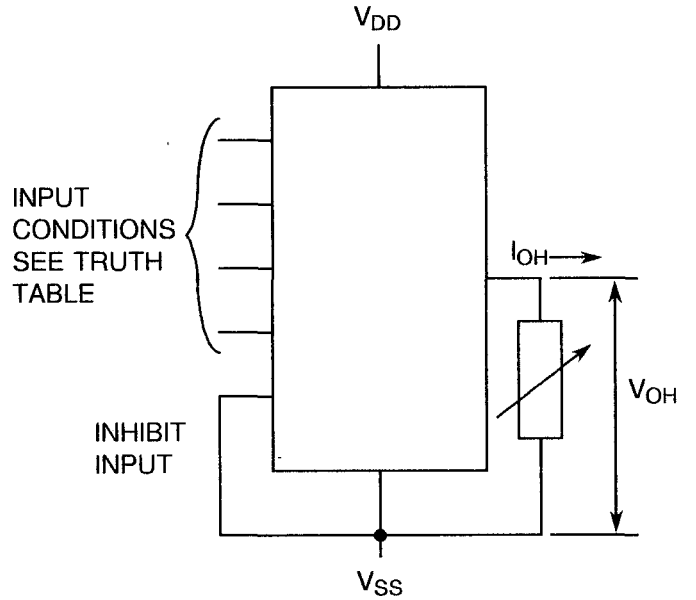 VDD
INPUT
CONDITIONS
SEE TRUTH
TABLE
IOH
VOH
INHIBIT
INPUT
VSS